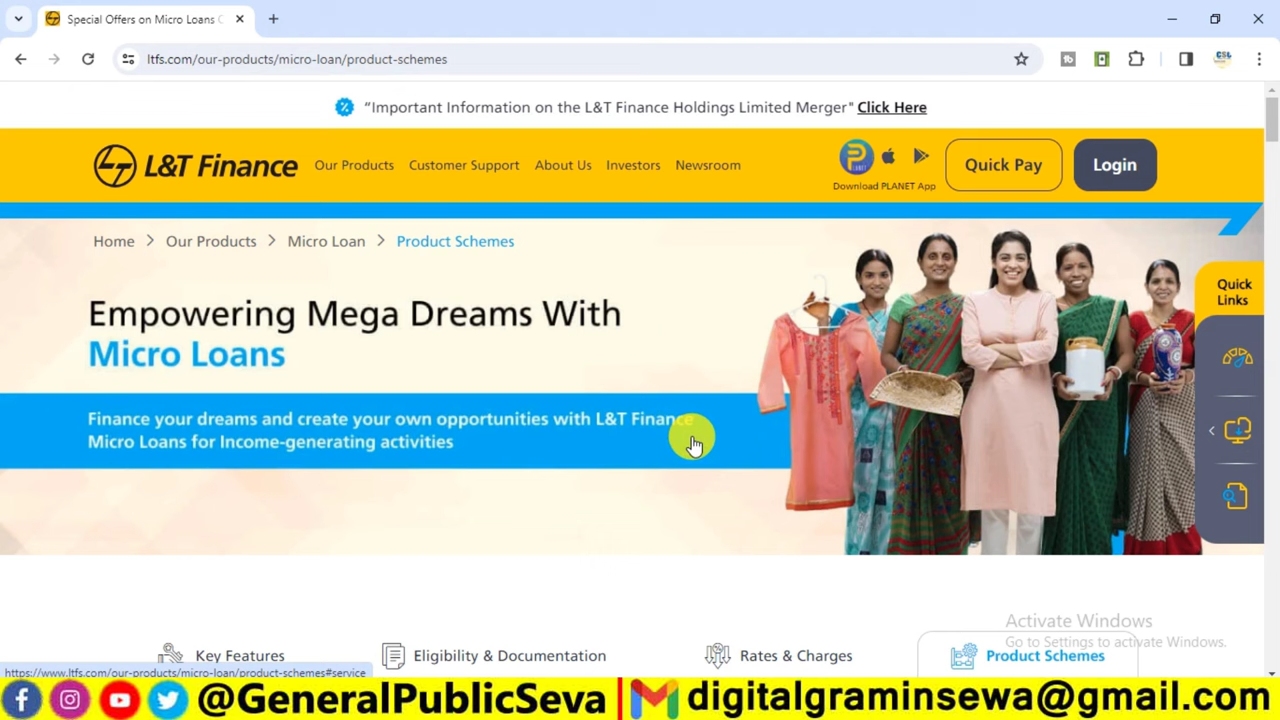 Special Offers on Micro Loans
ltfs.com/our-products/micro-loan/product-schemes
"Important Information on the L&T Finance Holdings Limited Merger" Click Here
L&T Finance
Our Products
Customer Support
About Us
Investors
Newsroom
Download PLANET App
Quick Pay
Login
Home > Our Products > Micro Loan > Product Schemes
Empowering Mega Dreams With
Micro Loans
Finance your dreams and create your own opportunities with L&T Finance
Micro Loans for Income-generating activities
Quick
Links
Activate Windows
Go to Settings to activate Windows.
Key Features
Eligibility & Documentation
Rates & Charges
Product Schemes
https://www.ltfs.com/our-products/micro-loan/product-schemes#service
@GeneralPublicSeva | digitalgraminsewa@gmail.com